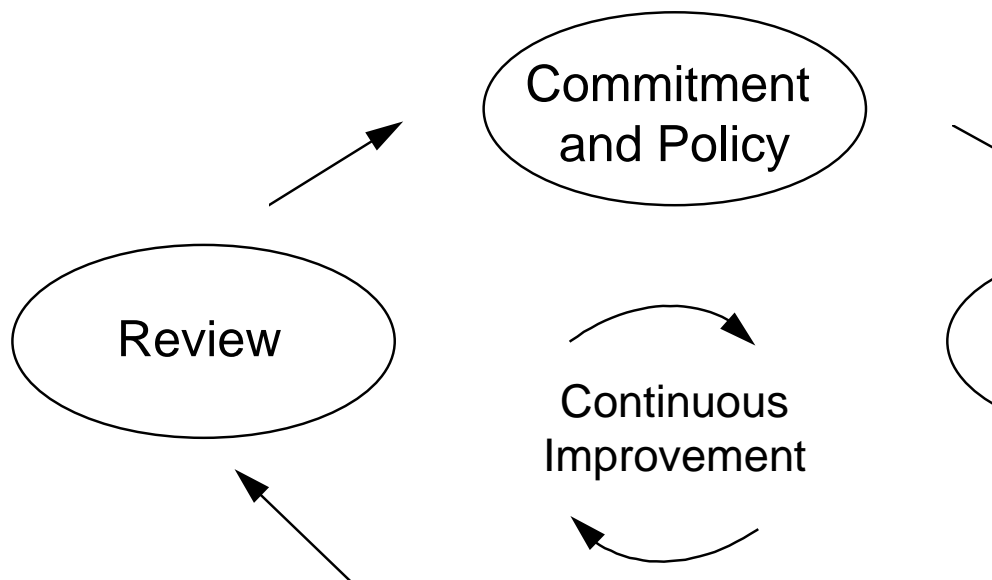 Commitment
and Policy
Review
Continuous
Improvement